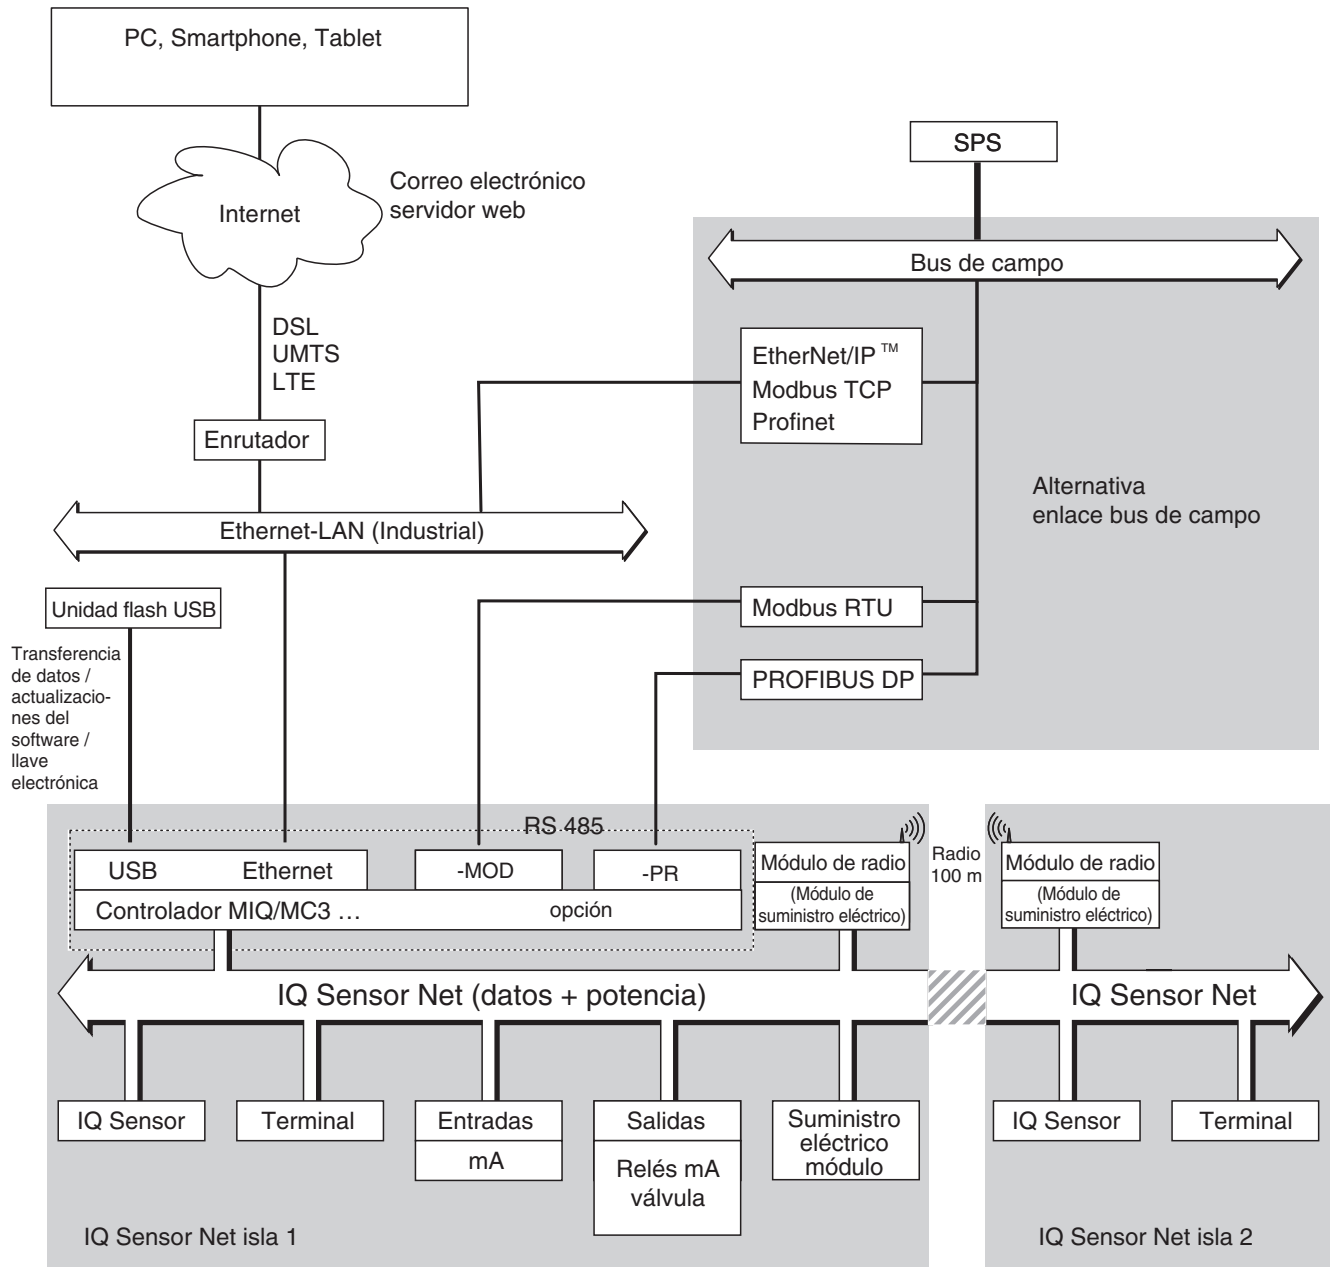 PC, Smartphone, Tablet
Internet
Correo electrónico
servidor web
SPS
Bus de campo
DSL
UMTS
LTE
EtherNet/IP ™
Modbus TCP
Profinet
Enrutador
Alternativa
enlace bus de campo
Ethernet-LAN (Industrial)
Unidad flash USB
Modbus RTU
PROFIBUS DP
Transferencia
de datos /
actualizacio-
nes del
software /
llave
electrónica
RS 485
USB
Ethernet
-MOD
-PR
Controlador MIQ/MC3 …
opción
Módulo de radio
(Módulo de
suministro eléctrico)
Radio
100 m
Módulo de radio
(Módulo de
suministro eléctrico)
IQ Sensor Net (datos + potencia)
IQ Sensor Net
IQ Sensor
Terminal
Entradas
mA
Salidas
Relés mA
válvula
Suministro
eléctrico
módulo
IQ Sensor
Terminal
IQ Sensor Net isla 1
IQ Sensor Net isla 2